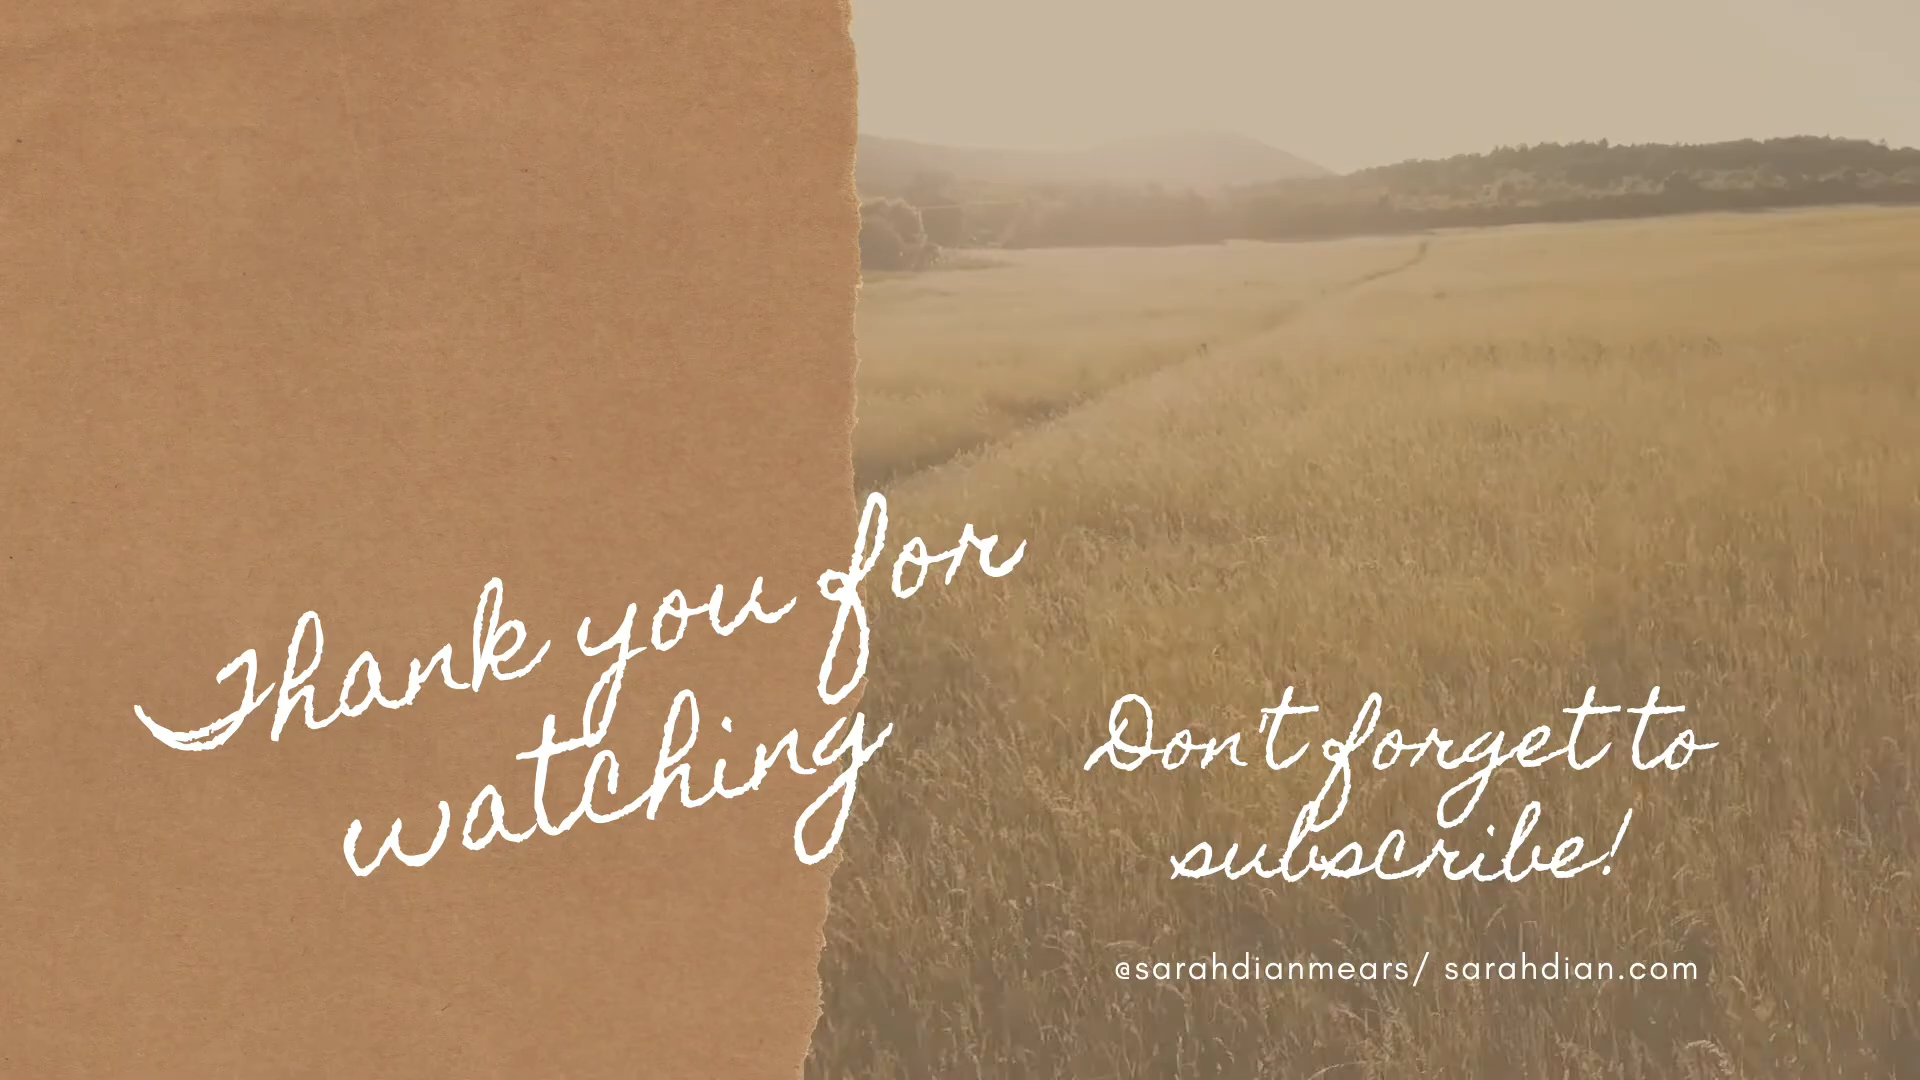 Thank you for
watching
Don't forget to
subscribe!
@sarahdianmears/ sarahdian.com